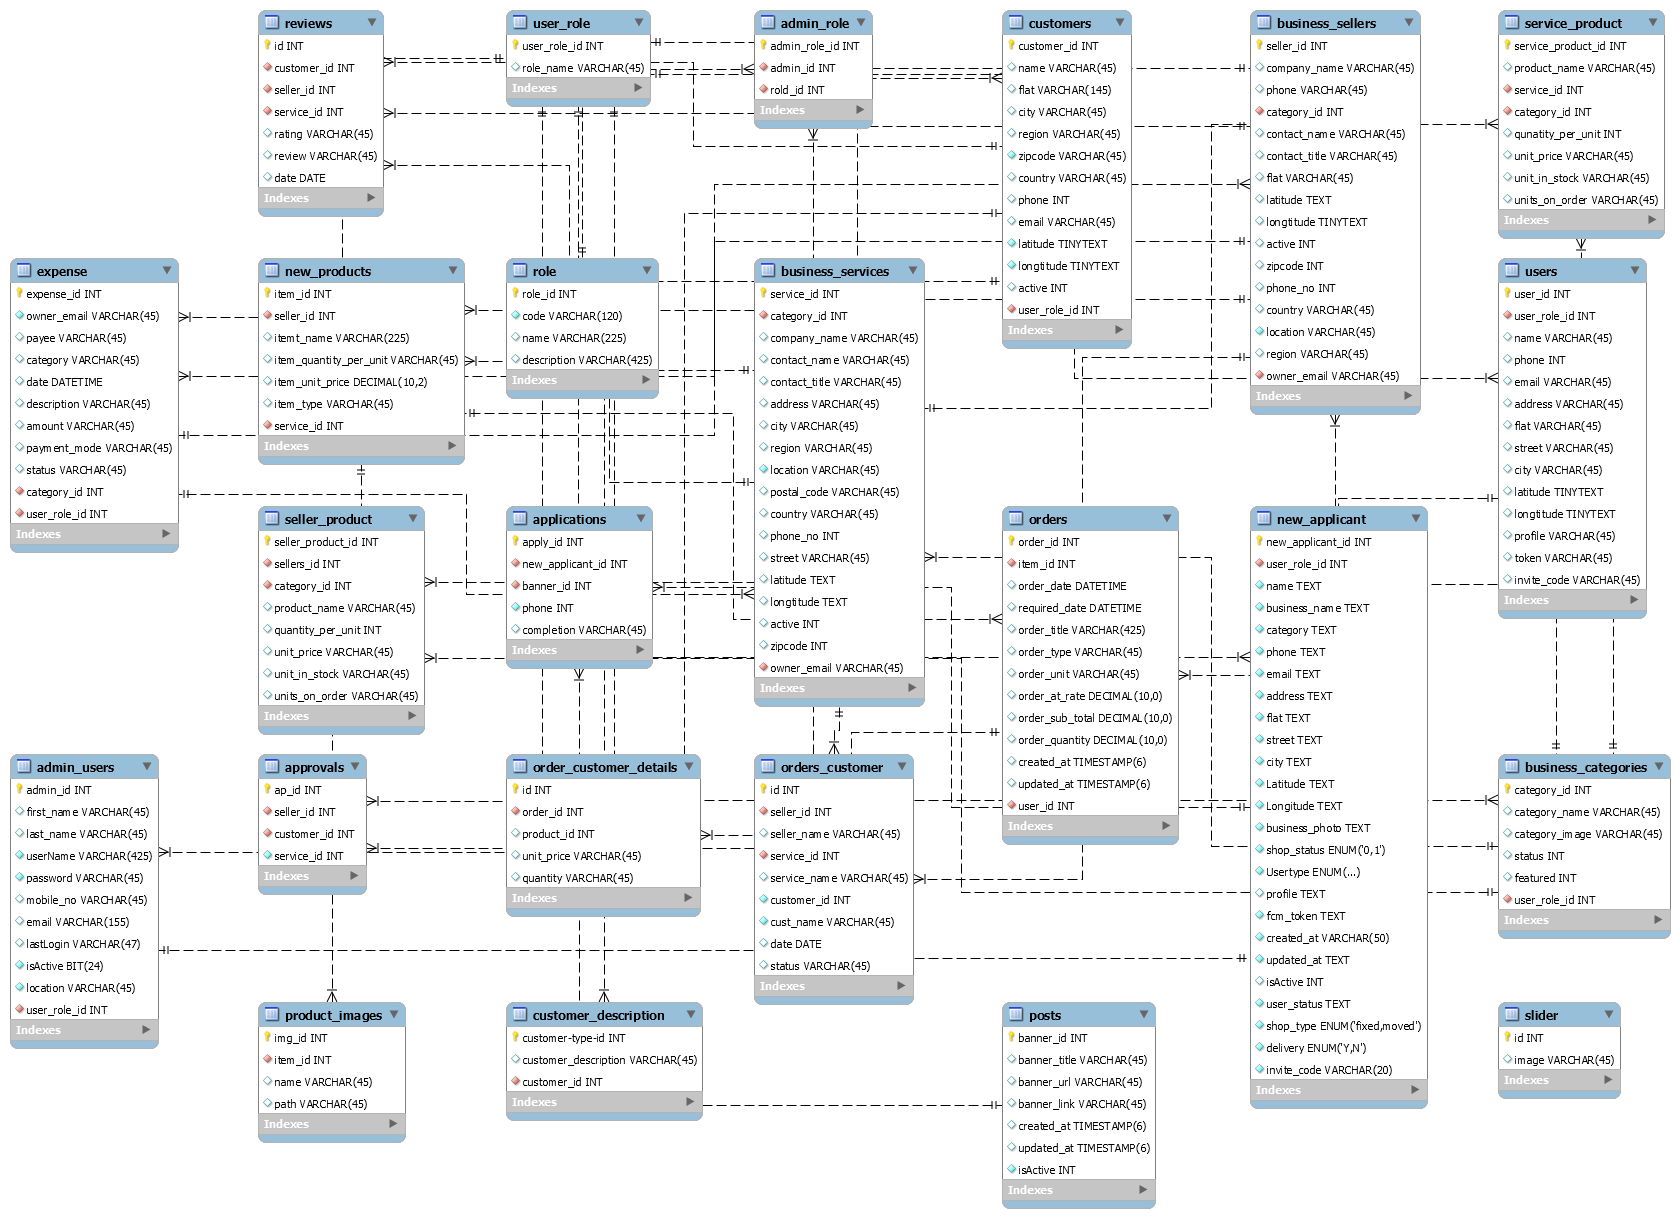 reviews
id INT
customer_id INT
seller_id INT
service_id INT
rating VARCHAR(45)
review VARCHAR(45)
date DATE
Indexes
user_role
user_role_id INT
role_name VARCHAR(45)
Indexes
admin_role
admin_role_id INT
admin_id INT
rold_id INT
Indexes
customers
customer_id INT
name VARCHAR(45)
flat VARCHAR(145)
city VARCHAR(45)
region VARCHAR(45)
zipcode VARCHAR(45)
country VARCHAR(45)
phone INT
email VARCHAR(45)
latitude TINYTEXT
longtitude TINYTEXT
active INT
user_role_id INT
Indexes
business_sellers
seller_id INT
company_name VARCHAR(45)
phone VARCHAR(45)
category_id INT
contact_name VARCHAR(45)
contact_title VARCHAR(45)
flat VARCHAR(45)
latitude TEXT
longtitude TINYTEXT
active INT
zipcode INT
phone_no INT
country VARCHAR(45)
location VARCHAR(45)
region VARCHAR(45)
owner_email VARCHAR(45)
Indexes
service_product
service_product_id INT
product_name VARCHAR(45)
service_id INT
category_id INT
qunatity_per_unit INT
unit_price VARCHAR(45)
unit_in_stock VARCHAR(45)
units_on_order VARCHAR(45)
Indexes
expense
expense_id INT
owner_email VARCHAR(45)
payee VARCHAR(45)
category VARCHAR(45)
date DATETIME
description VARCHAR(45)
amount VARCHAR(45)
payment_mode VARCHAR(45)
status VARCHAR(45)
category_id INT
user_role_id INT
Indexes
new_products
item_id INT
seller_id INT
itemt_name VARCHAR(225)
item_quantity_per_unit VARCHAR(45)
item_unit_price DECIMAL(10,2)
item_type VARCHAR(45)
service_id INT
Indexes
role
role_id INT
code VARCHAR(120)
name VARCHAR(225)
description VARCHAR(425)
Indexes
business_services
service_id INT
category_id INT
company_name VARCHAR(45)
contact_name VARCHAR(45)
contact_title VARCHAR(45)
address VARCHAR(45)
city VARCHAR(45)
region VARCHAR(45)
location VARCHAR(45)
postal_code VARCHAR(45)
country VARCHAR(45)
phone_no INT
street VARCHAR(45)
latitude TEXT
longtitude TEXT
active INT
zipcode INT
owner_email VARCHAR(45)
Indexes
users
user_id INT
user_role_id INT
name VARCHAR(45)
phone INT
email VARCHAR(45)
address VARCHAR(45)
flat VARCHAR(45)
street VARCHAR(45)
city VARCHAR(45)
latitude TINYTEXT
longtitude TINYTEXT
profile VARCHAR(45)
token VARCHAR(45)
invite_code VARCHAR(45)
Indexes
seller_product
seller_product_id INT
sellers_id INT
category_id INT
product_name VARCHAR(45)
quantity_per_unit INT
unit_price VARCHAR(45)
unit_in_stock VARCHAR(45)
units_on_order VARCHAR(45)
Indexes
applications
apply_id INT
new_applicant_id INT
banner_id INT
phone INT
completion VARCHAR(45)
Indexes
orders
order_id INT
item_id INT
order_date DATETIME
required_date DATETIME
order_title VARCHAR(425)
order_type VARCHAR(45)
order_unit VARCHAR(45)
order_at_rate DECIMAL(10,0)
order_sub_total DECIMAL(10,0)
order_quantity DECIMAL(10,0)
created_at TIMESTAMP(6)
updated_at TIMESTAMP(6)
user_id INT
Indexes
new_applicant
new_applicant_id INT
user_role_id INT
name TEXT
business_name TEXT
category TEXT
phone TEXT
email TEXT
address TEXT
flat TEXT
street TEXT
city TEXT
Latitude TEXT
Longitude TEXT
business_photo TEXT
shop_status ENUM('0,1')
Usertype ENUM(...)
profile TEXT
fcm_token TEXT
created_at VARCHAR(50)
updated_at TEXT
isActive INT
user_status TEXT
shop_type ENUM('fixed,moved')
delivery ENUM('Y,N')
invite_code VARCHAR(20)
Indexes
admin_users
admin_id INT
first_name VARCHAR(45)
last_name VARCHAR(45)
userName VARCHAR(425)
password VARCHAR(45)
mobile_no VARCHAR(45)
email VARCHAR(155)
lastLogin VARCHAR(47)
isActive BIT(24)
location VARCHAR(45)
user_role_id INT
Indexes
approvals
ap_id INT
seller_id INT
customer_id INT
service_id INT
Indexes
order_customer_details
id INT
order_id INT
product_id INT
unit_price VARCHAR(45)
quantity VARCHAR(45)
Indexes
orders_customer
id INT
seller_id INT
seller_name VARCHAR(45)
service_id INT
service_name VARCHAR(45)
customer_id INT
cust_name VARCHAR(45)
date DATE
status VARCHAR(45)
Indexes
business_categories
category_id INT
category_name VARCHAR(45)
category_image VARCHAR(45)
status INT
featured INT
user_role_id INT
Indexes
product_images
img_id INT
item_id INT
name VARCHAR(45)
path VARCHAR(45)
Indexes
customer_description
customer-type-id INT
customer_description VARCHAR(45)
customer_id INT
Indexes
posts
banner_id INT
banner_title VARCHAR(45)
banner_url VARCHAR(45)
banner_link VARCHAR(45)
created_at TIMESTAMP(6)
updated_at TIMESTAMP(6)
isActive INT
Indexes
slider
id INT
image VARCHAR(45)
Indexes